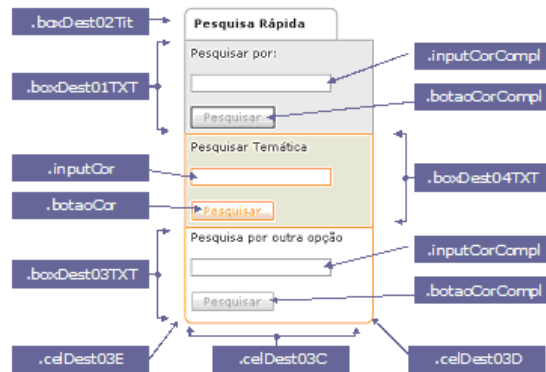 .boxDest02Tit
Pesquisa Rápida
Pesquisar por:
.inputCorCompl
.boxDest01TXT
.botaoCorCompl
Pesquisar
Pesquisar Temática
.inputCor
.boxDest04TXT
.botaoCor
Pesquisar
Pesquisa por outra opção
.inputCorCompl
.boxDest03TXT
.botaoCorCompl
Pesquisar
.celDest03E
.celDest03C
.celDest03D